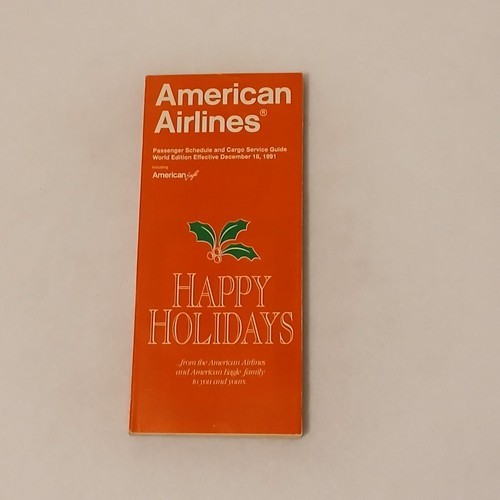 American
Airlines®
Passenger Schedule and Cargo Service Guide
World Edition Effective December 18, 1991
Including
American Eagle
HAPPY
HOLIDAYS
...from the American Airlines
and American Eagle family
to you and yours.